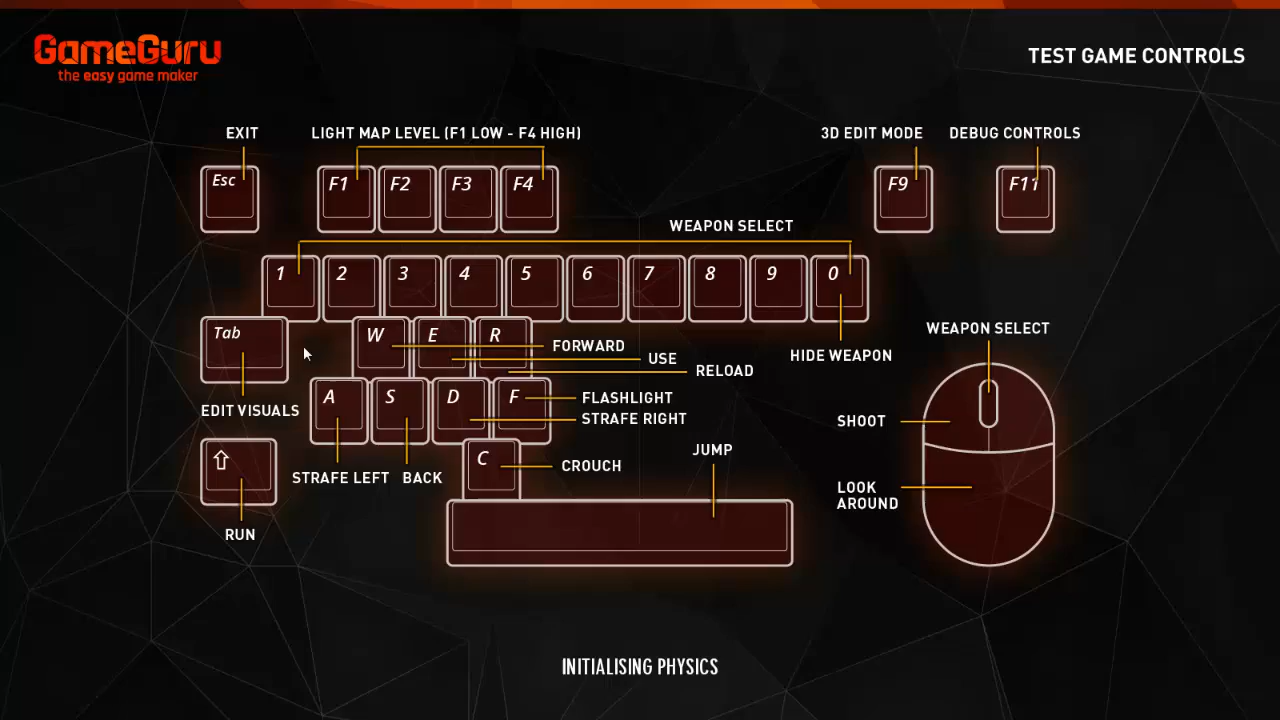 GameGuru
the easy game maker
TEST GAME CONTROLS
EXIT
LIGHT MAP LEVEL (F1 LOW - F4 HIGH)
3D EDIT MODE
DEBUG CONTROLS
Esc
F1
F2
F3
F4
F9
F11
WEAPON SELECT
1
2
3
4
5
6
7
8
9
0
Tab
W
E
R
FORWARD
USE
RELOAD
HIDE WEAPON
WEAPON SELECT
EDIT VISUALS
A
S
D
F
FLASHLIGHT
STRAFE RIGHT
SHOOT
STRAFE LEFT
BACK
C
CROUCH
JUMP
LOOK
AROUND
RUN
INITIALISING PHYSICS